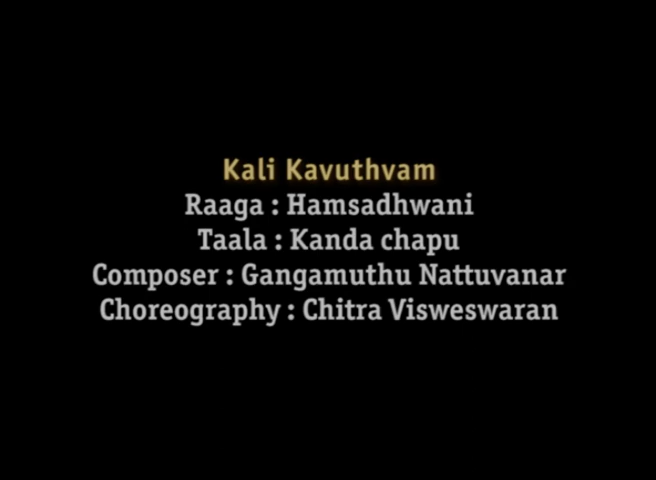 Kali Kavuthvam
Raaga : Hamsadhwani
Taala : Kanda chapu
Composer : Gangamuthu Nattuvanar
Choreography : Chitra Visweswaran